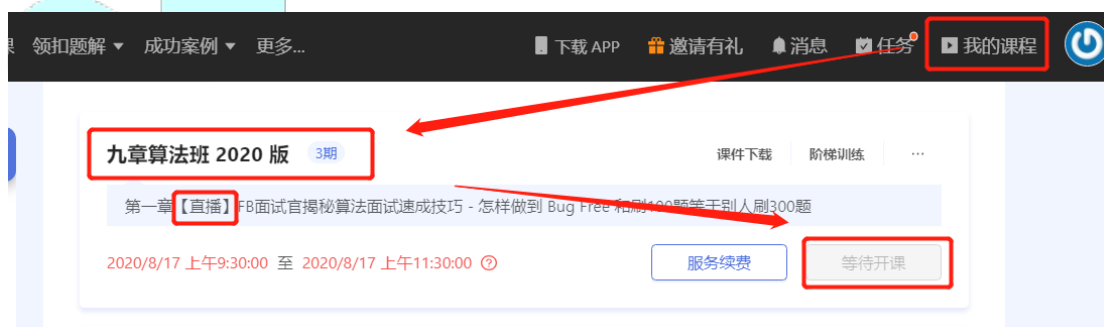 领扣题解 ▼ 成功案例 ▼ 更多... 下载 APP 邀请有礼 消息 任务 我的课程
九章算法班 2020 版 3期 课件下载 阶梯训练 ...
第一章【直播】FB面试官揭秘算法面试速成技巧 - 怎样做到 Bug Free 和刷100题等于别人刷300题
2020/8/17 上午9:30:00 至 2020/8/17 上午11:30:00 服务续费 等待开课